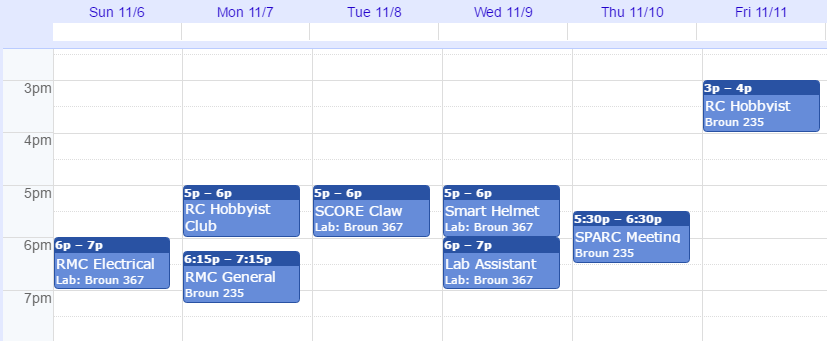 Sun 11/6
Mon 11/7
Tue 11/8
Wed 11/9
Thu 11/10
Fri 11/11
3pm
4pm
5pm
6pm
7pm
6p – 7p
RMC Electrical
Lab: Broun 367
5p – 6p
RC Hobbyist
Club
6:15p – 7:15p
RMC General
Broun 235
5p – 6p
SCORE Claw
Lab: Broun 367
5p – 6p
Smart Helmet
Lab: Broun 367
6p – 7p
Lab Assistant
Lab: Broun 367
5:30p – 6:30p
SPARC Meeting
Broun 235
3p – 4p
RC Hobbyist
Broun 235